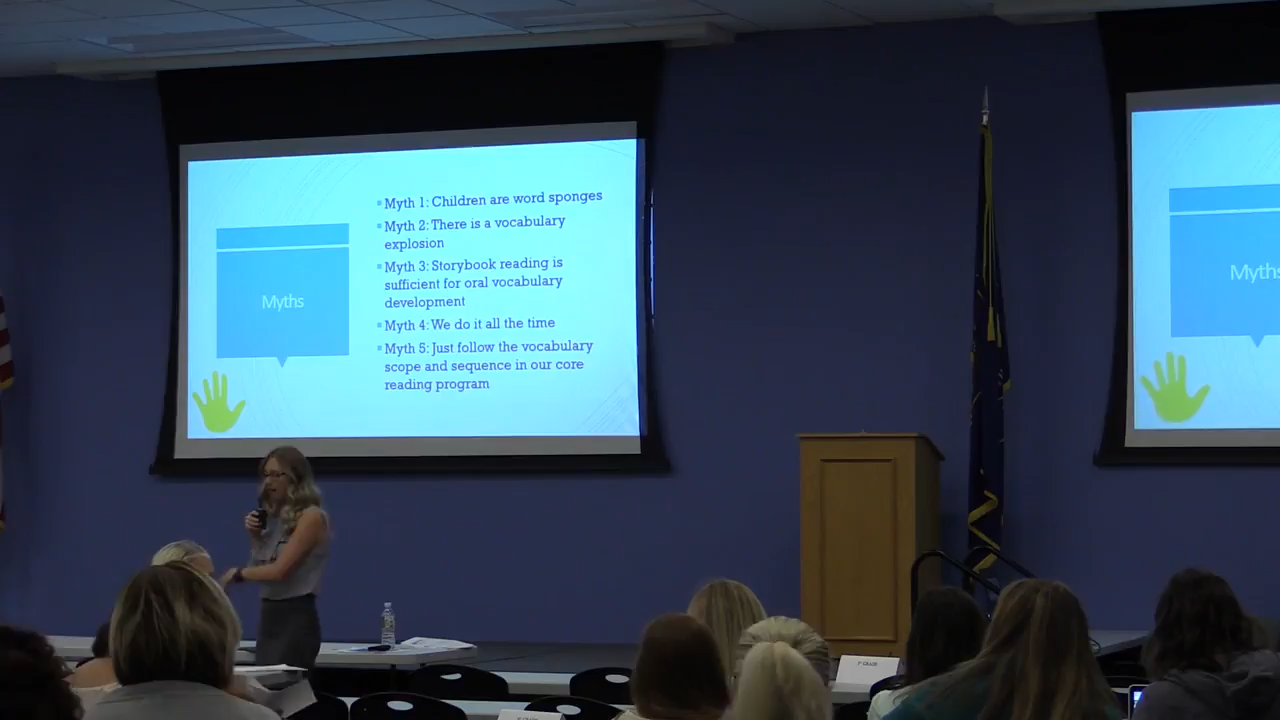 Myths
Myth 1: Children are word sponges
Myth 2: There is a vocabulary
explosion
Myth 3: Storybook reading is
sufficient for oral vocabulary
development
Myth 4: We do it all the time
Myth 5: Just follow the vocabulary
scope and sequence in our core
reading program
Myths